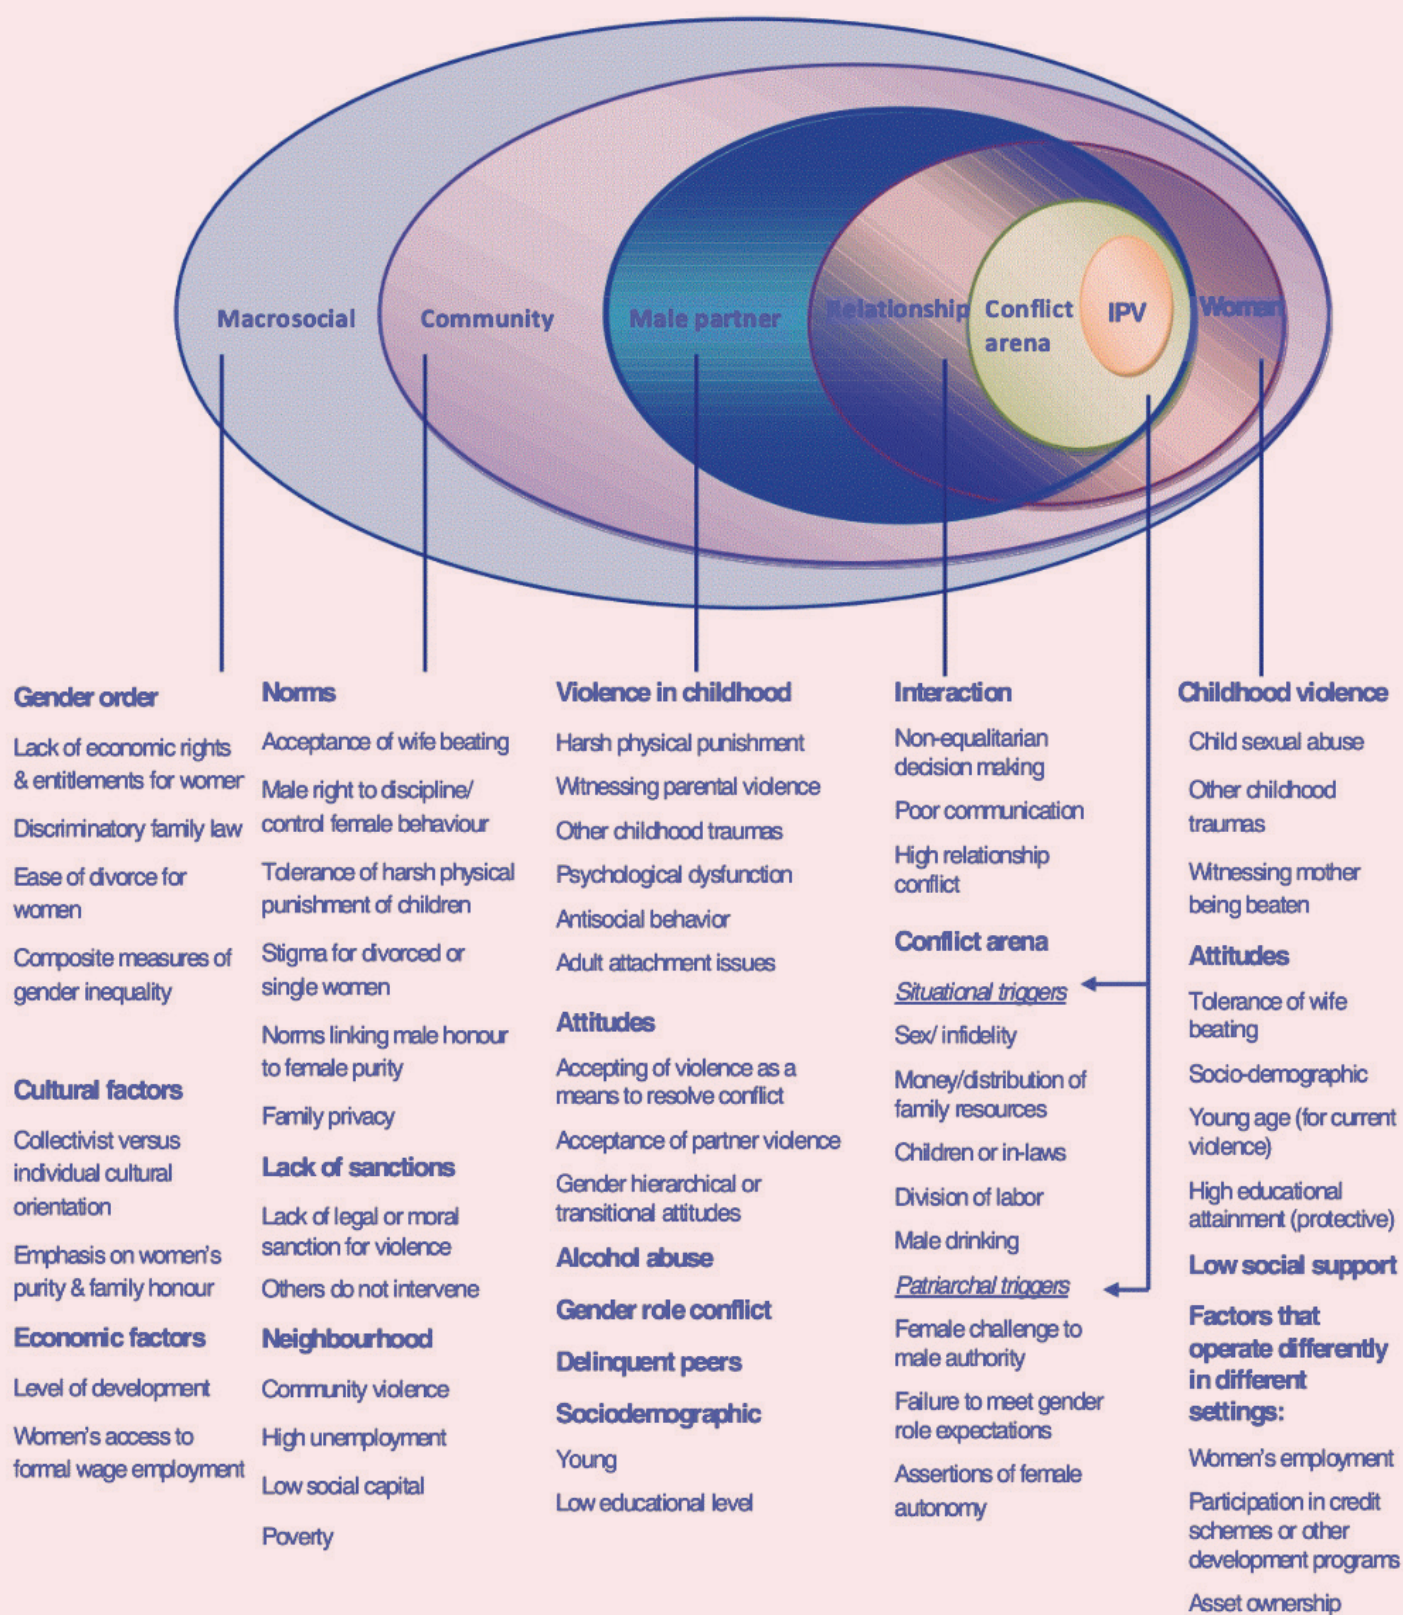 Macrosocial
Community
Male partner
Relationship
Conflict
arena
IPV
Woman
Gender order
Lack of economic rights
& entitlements for women
Discriminatory family law
Ease of divorce for
women
Composite measures of
gender inequality
Cultural factors
Collectivist versus
individual cultural
orientation
Emphasis on women's
purity & family honour
Economic factors
Level of development
Women's access to
formal wage employment
Norms
Acceptance of wife beating
Male right to discipline/
control female behaviour
Tolerance of harsh physical
punishment of children
Stigma for divorced or
single women
Norms linking male honour
to female purity
Family privacy
Lack of sanctions
Lack of legal or moral
sanction for violence
Others do not intervene
Neighbourhood
Community violence
High unemployment
Low social capital
Poverty
Violence in childhood
Harsh physical punishment
Witnessing parental violence
Other childhood traumas
Psychological dysfunction
Antisocial behavior
Adult attachment issues
Attitudes
Accepting of violence as a
means to resolve conflict
Acceptance of partner violence
Gender hierarchical or
transitional attitudes
Alcohol abuse
Gender role conflict
Delinquent peers
Sociodemographic
Young
Low educational level
Interaction
Non-equalitarian
decision making
Poor communication
High relationship
conflict
Conflict arena
Situational triggers
Sex/ infidelity
Money/distribution of
family resources
Children or in-laws
Division of labor
Male drinking
Patriarchal triggers
Female challenge to
male authority
Failure to meet gender
role expectations
Assertions of female
autonomy
Childhood violence
Child sexual abuse
Other childhood
traumas
Witnessing mother
being beaten
Attitudes
Tolerance of wife
beating
Socio-demographic
Young age (for current
violence)
High educational
attainment (protective)
Low social support
Factors that
operate differently
in different
settings:
Women's employment
Participation in credit
schemes or other
development programs
Asset ownership